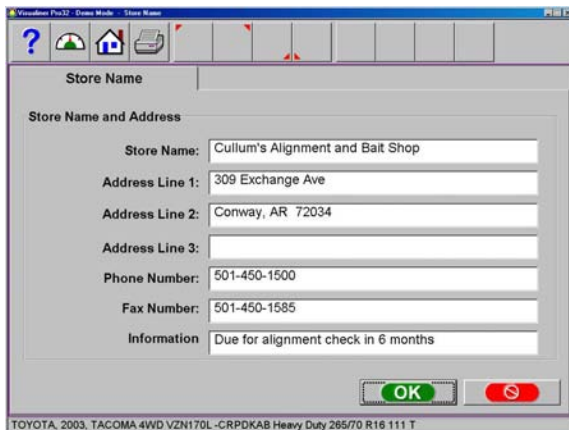 Visualiner Pro32 - Demo Mode - Store Name
?
Store Name
Store Name and Address
Store Name: Cullum's Alignment and Bait Shop
Address Line 1: 309 Exchange Ave
Address Line 2: Conway, AR 72034
Address Line 3:
Phone Number: 501-450-1500
Fax Number: 501-450-1585
Information Due for alignment check in 6 months
OK
TOYOTA, 2003, TACOMA 4WD VZN170L -CRPDKAB Heavy Duty 265/70 R16 111 T